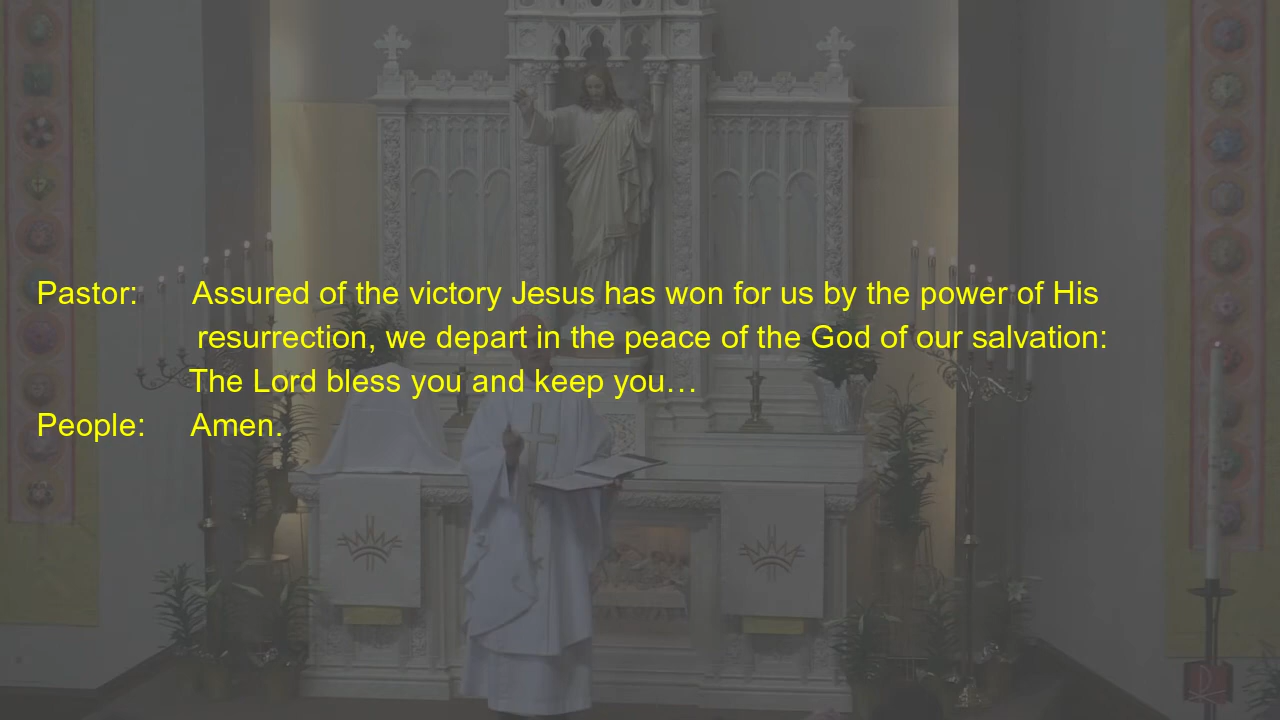 Pastor: Assured of the victory Jesus has won for us by the power of His
resurrection, we depart in the peace of the God of our salvation:
The Lord bless you and keep you…
People: Amen.